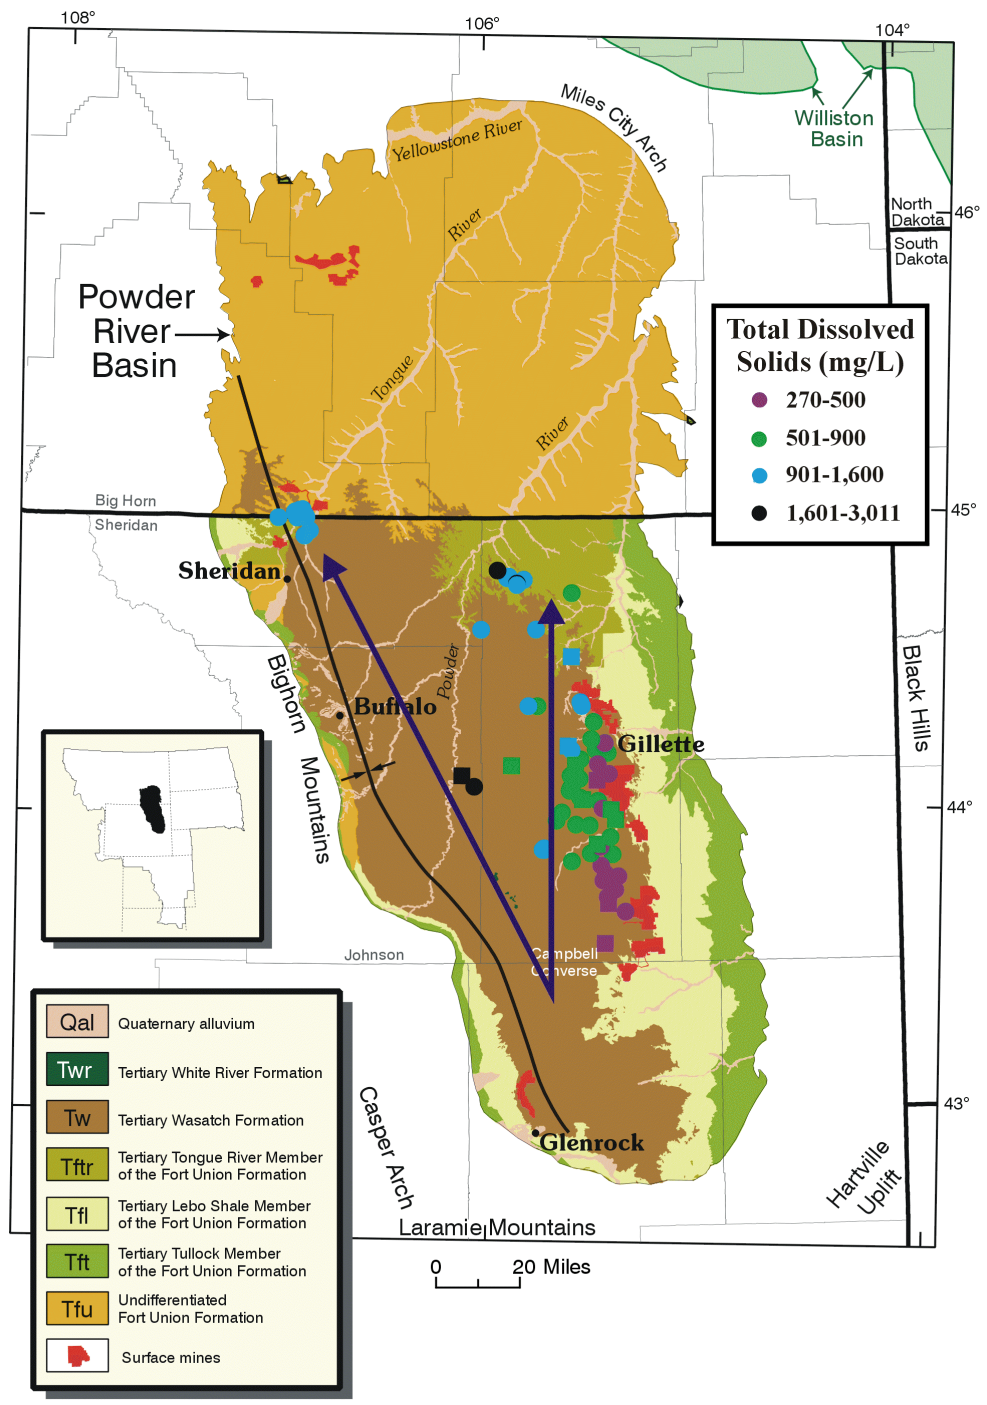 108°
106°
104°
Miles City Arch
Williston
Basin
Yellowstone River
River
North
Dakota
46°
South
Dakota
Powder
River
Basin
Total Dissolved
Solids (mg/L)
270-500
501-900
901-1,600
1,601-3,011
Tongue
River
Big Horn
Sheridan
45°
Sheridan
Powder
Bighorn
Mountains
Buffalo
Gillette
Black Hills
44°
Johnson
Campbell
Converse
Qal
Quaternary alluvium
Twr
Tertiary White River Formation
Tw
Tertiary Wasatch Formation
Tftr
Tertiary Tongue River Member
of the Fort Union Formation
Tfl
Tertiary Lebo Shale Member
of the Fort Union Formation
Tft
Tertiary Tullock Member
of the Fort Union Formation
Tfu
Undifferentiated
Fort Union Formation
Surface mines
43°
Casper Arch
Glenrock
Hartville
Uplift
Laramie Mountains
0 20 Miles